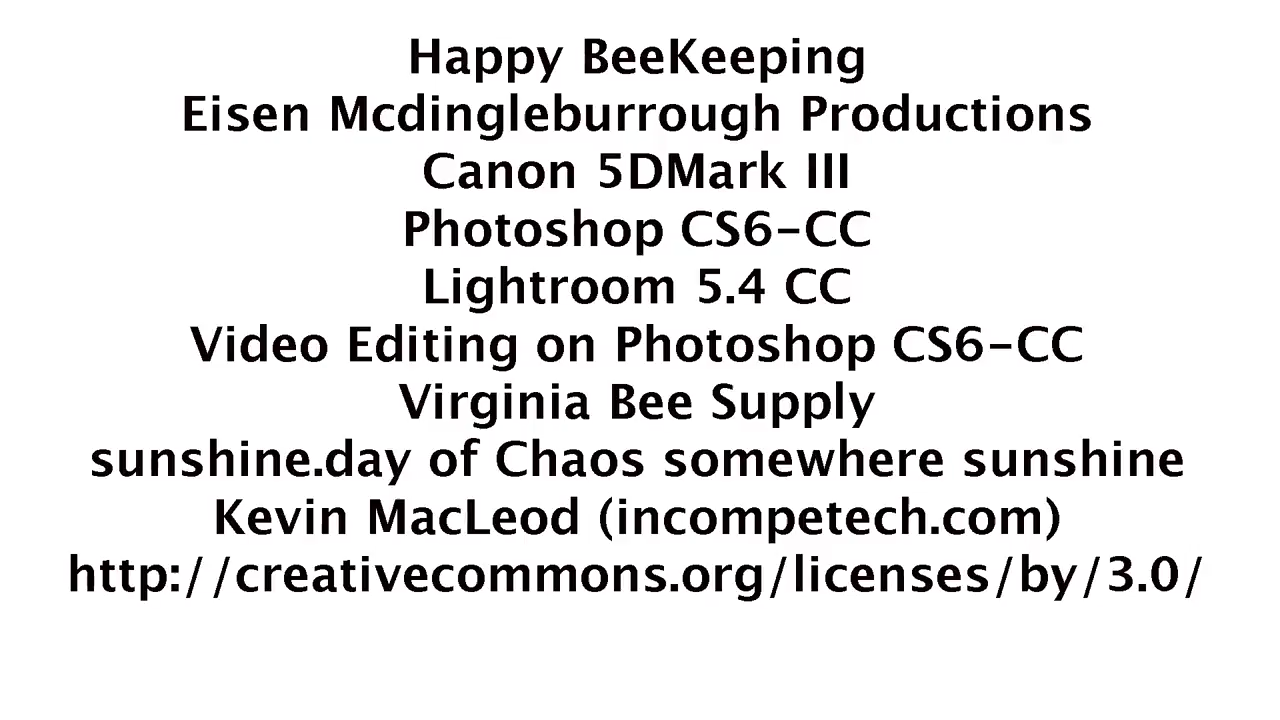 Happy BeeKeeping
Eisen Mcdingleburrough Productions
Canon 5DMark III
Photoshop CS6-CC
Lightroom 5.4 CC
Video Editing on Photoshop CS6-CC
Virginia Bee Supply
sunshine.day of Chaos somewhere sunshine
Kevin MacLeod (incompetech.com)
http://creativecommons.org/licenses/by/3.0/